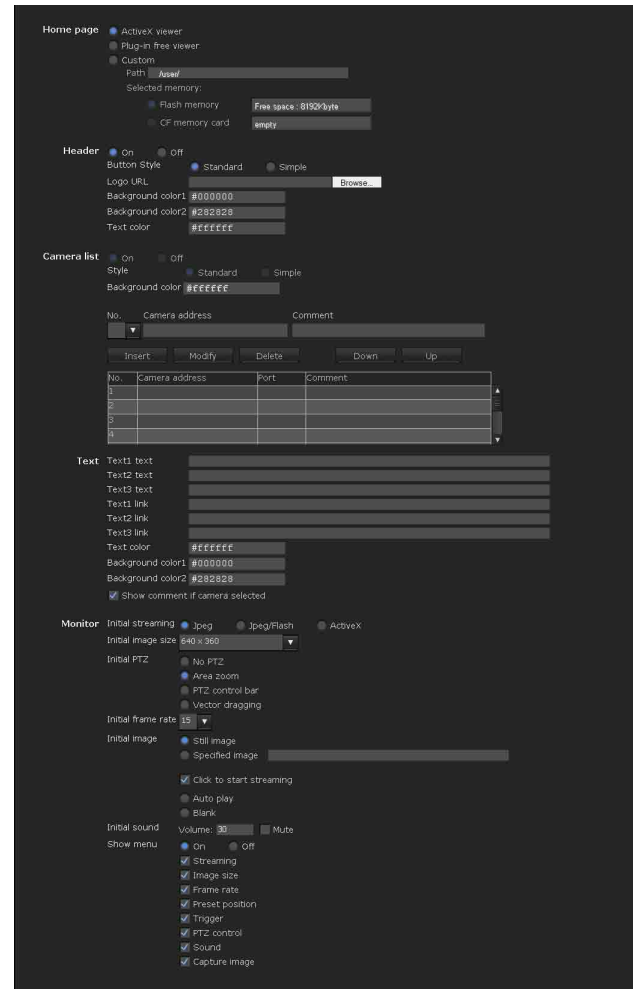 Home page ActiveX viewer
Plug-in free viewer
Custom
Path /user/
Selected memory:
Flash memory Free space : 8192Kbyte
CF memory card empty
Header On Off
Button Style Standard Simple
Logo URL Browse...
Background color1 #000000
Background color2 #282828
Text color #ffffff
Camera list On Off
Style Standard Simple
Background color #ffffff
No. Camera address Comment
Insert Modify Delete Down Up
No. Camera address Port Comment
1
2
3
4
Text Text1 text
Text2 text
Text3 text
Text1 link
Text2 link
Text3 link
Text color #ffffff
Background color1 #000000
Background color2 #282828
Show comment if camera selected
Monitor Initial streaming Jpeg Jpeg/Flash ActiveX
Initial image size 640 x 360
Initial PTZ No PTZ
Area zoom
PTZ control bar
Vector dragging
Initial frame rate 15
Initial image Still image
Specified image
Click to start streaming
Auto play
Blank
Initial sound Volume: 30 Mute
Show menu On Off
Streaming
Image size
Frame rate
Preset position
Trigger
PTZ control
Sound
Capture image